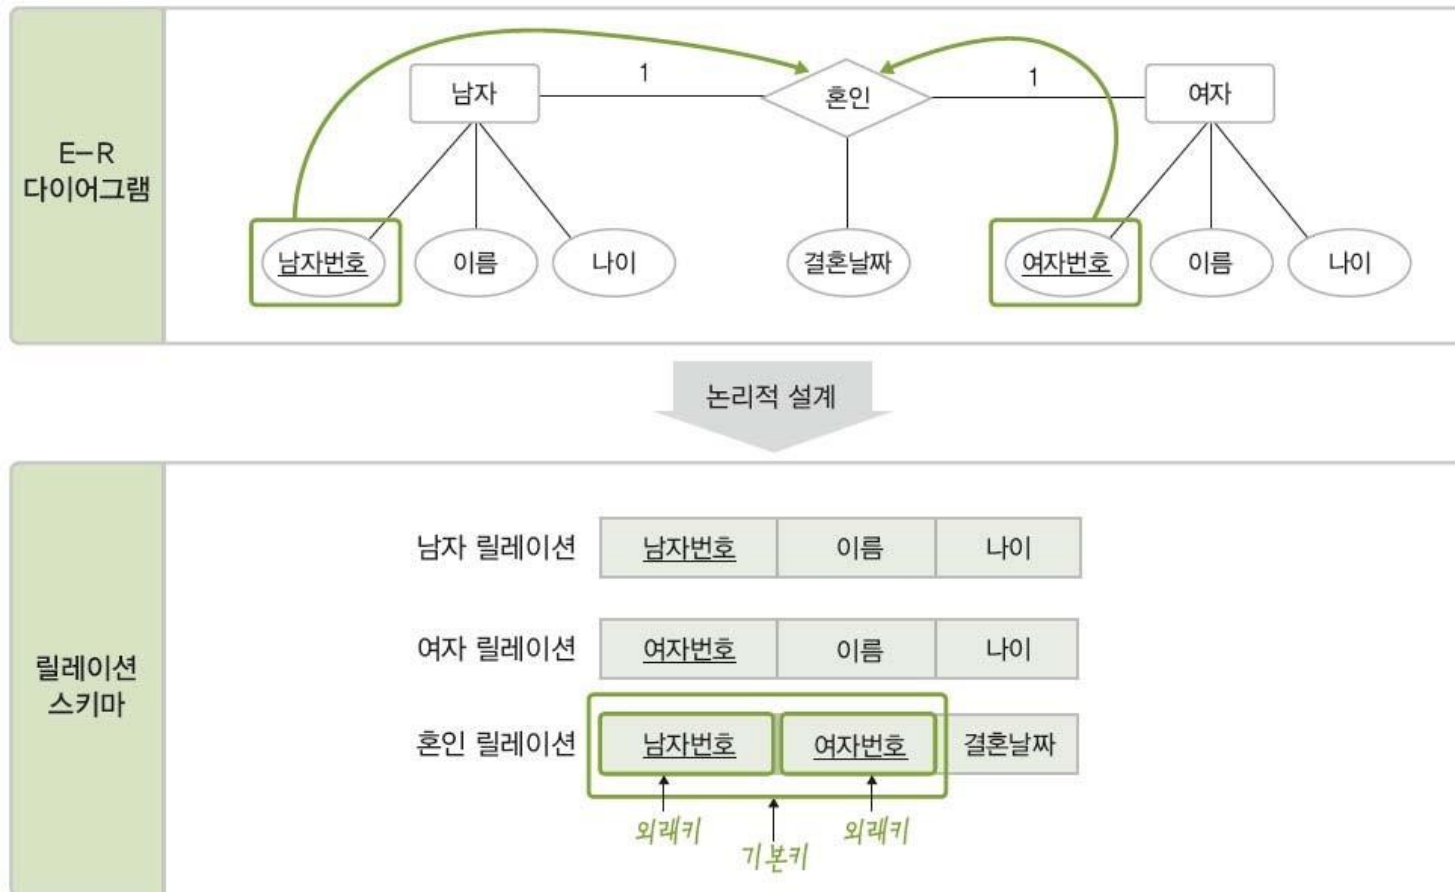 E-R
다이어그램
남자
1
혼인
1
여자
남자번호
이름
나이
결혼날짜
여자번호
이름
나이
논리적 설계
릴레이션
스키마
남자 릴레이션
남자번호
이름
나이
여자 릴레이션
여자번호
이름
나이
혼인 릴레이션
남자번호
여자번호
결혼날짜
외래키
기본키
외래키